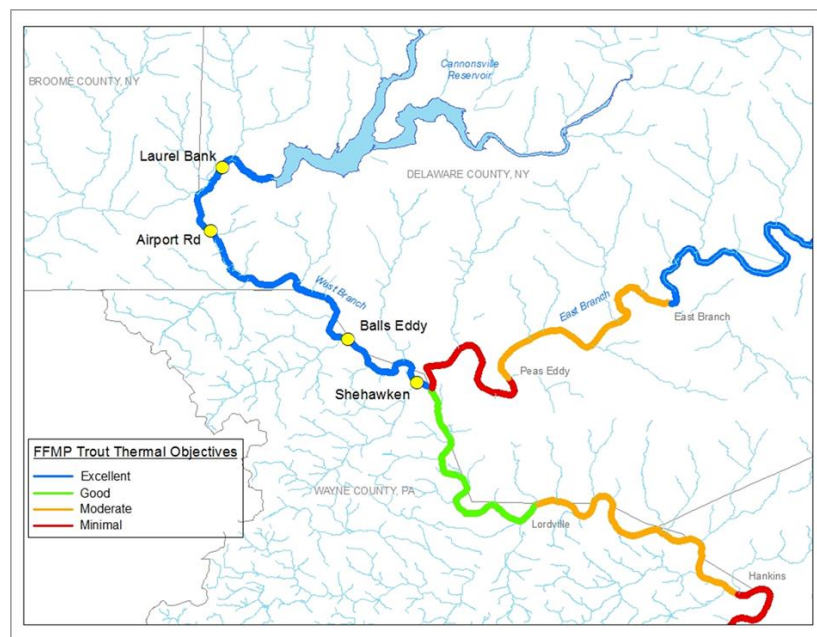 Cannonsville
Reservoir
BROOME COUNTY, NY
Laurel Bank
DELAWARE COUNTY, NY
Airport Rd
West Branch
East Branch
East Branch
Balls Eddy
Peas Eddy
Shehawken
FFMP Trout Thermal Objectives
Excellent
Good
Moderate
Minimal
WAYNE COUNTY, PA
Lordville
Hankins